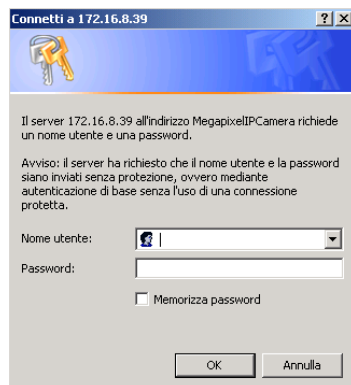 Connetti a 172.16.8.39
Il server 172.16.8.39 all'indirizzo MegapixelIPCamera richiede
un nome utente e una password.
Avviso: il server ha richiesto che il nome utente e la password
siano inviati senza protezione, ovvero mediante
autenticazione di base senza l'uso di una connessione
protetta.
Nome utente:
Password:
Memorizza password
OK
Annulla